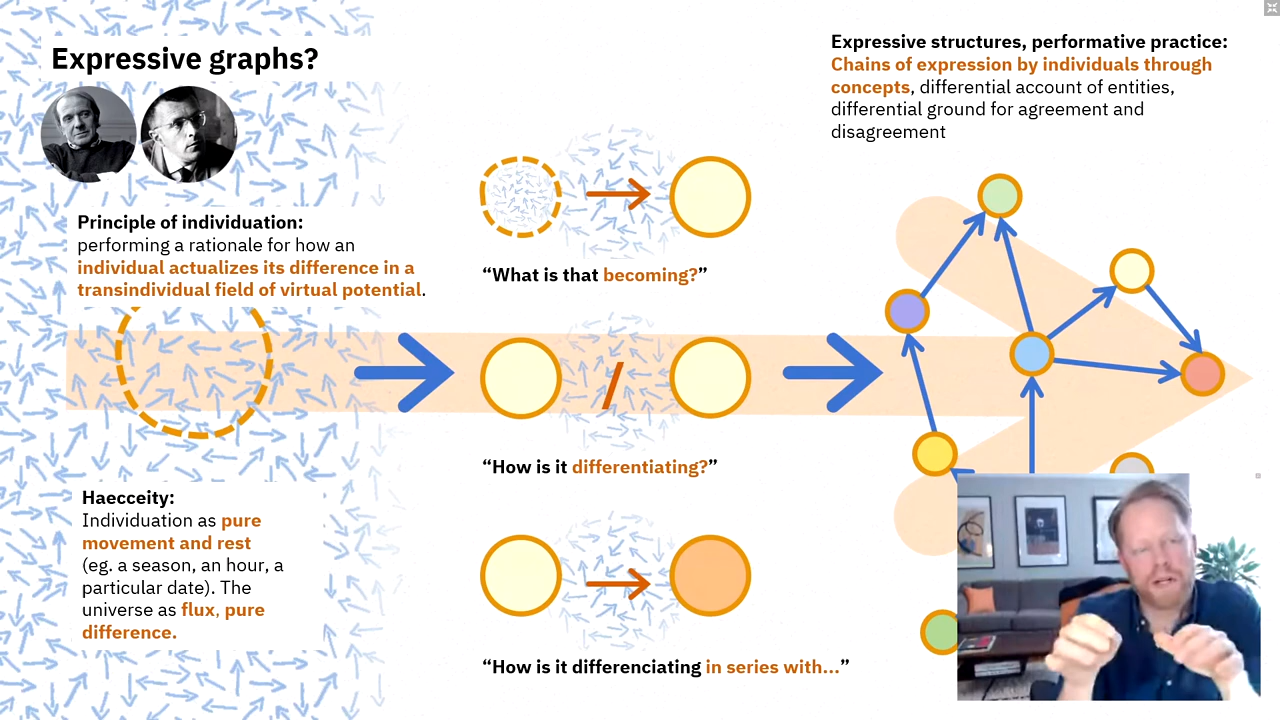 Expressive graphs?
Principle of individuation:
performing a rationale for how an
individual actualizes its difference in a
transindividual field of virtual potential.
Haecceity:
Individuation as pure
movement and rest
(eg. a season, an hour, a
particular date). The
universe as flux, pure
difference.
“What is that becoming?”
/
“How is it differentiating?”
“How is it differenciating in series with...”
Expressive structures, performative practice:
Chains of expression by individuals through
concepts, differential account of entities,
differential ground for agreement and
disagreement